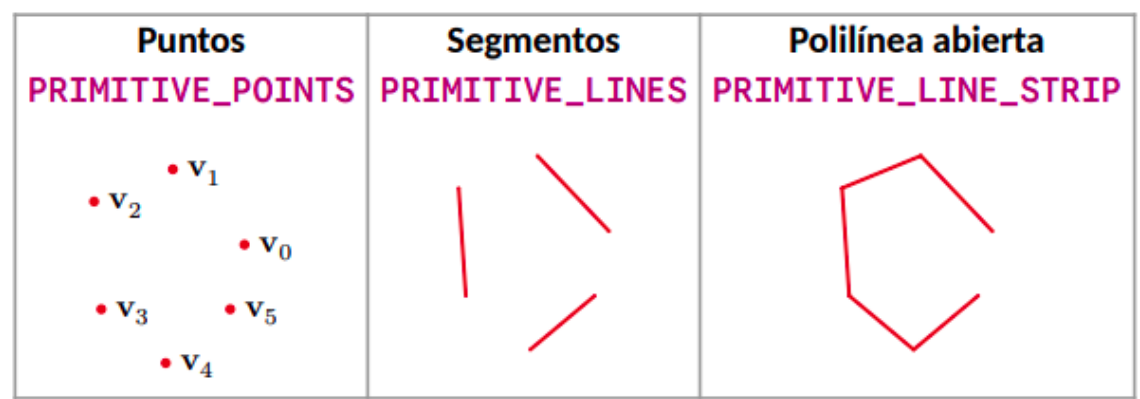 Puntos
PRIMITIVE_POINTS
v₁
v₂
v₀
v₃
v₅
v₄
Segmentos
PRIMITIVE_LINES
Polilínea abierta
PRIMITIVE_LINE_STRIP